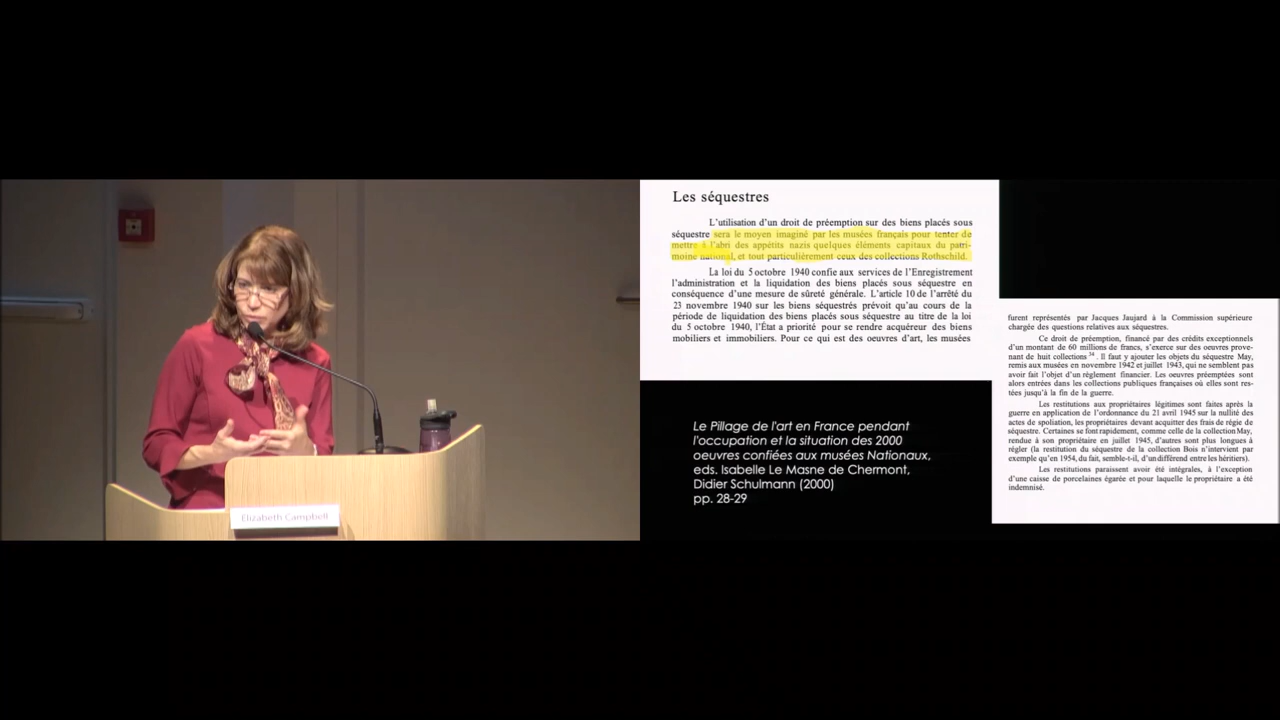 Elizabeth Campbell
Les séquestres
L'utilisation d'un droit de préemption sur des biens placés sous
séquestre sera le moyen imaginé par les musées français pour tenter de
mettre à l'abri des appétits nazis quelques éléments capitaux du patri-
moine national, et tout particulièrement ceux des collections Rothschild.
La loi du 5 octobre 1940 confie aux services de l'Enregistrement
l'administration et la liquidation des biens placés sous séquestre en
conséquence d'une mesure de sûreté générale. L'article 10 de l'arrêté du
23 novembre 1940 sur les biens séquestrés prévoit qu'au cours de la
période de liquidation des biens placés sous séquestre au titre de la loi
du 5 octobre 1940, l'État a priorité pour se rendre acquéreur des biens
mobiliers et immobiliers. Pour ce qui est des oeuvres d'art, les musées
furent représentés par Jacques Jaujard à la Commission supérieure
chargée des questions relatives aux séquestres.
Ce droit de préemption, financé par des crédits exceptionnels
d'un montant de 60 millions de francs, s'exerce sur des oeuvres prove-
nant de huit collections 34. Il faut y ajouter les objets du séquestre May,
remis aux musées en novembre 1942 et juillet 1943, qui ne semblent pas
avoir fait l'objet d'un règlement financier. Les oeuvres préemptées sont
alors entrées dans les collections publiques françaises où elles sont res-
tées jusqu'à la fin de la guerre.
Les restitutions aux propriétaires légitimes sont faites après la
guerre en application de l'ordonnance du 21 avril 1945 sur la nullité des
actes de spoliation, les propriétaires devant acquitter des frais de régie de
séquestre. Certaines se font rapidement, comme celle de la collection May,
rendue à son propriétaire en juillet 1945, d'autres sont plus longues à
régler (la restitution du séquestre de la collection Bois n'intervient par
exemple qu'en 1954, du fait, semble-t-il, d'un différend entre les héritiers).
Les restitutions paraissent avoir été intégrales, à l'exception
d'une caisse de porcelaines égarée et pour laquelle le propriétaire a été
indemnisé.
Le Pillage de l'art en France pendant
l'occupation et la situation des 2000
oeuvres confiées aux musées Nationaux,
eds. Isabelle Le Masne de Chermont,
Didier Schulmann (2000)
pp. 28-29